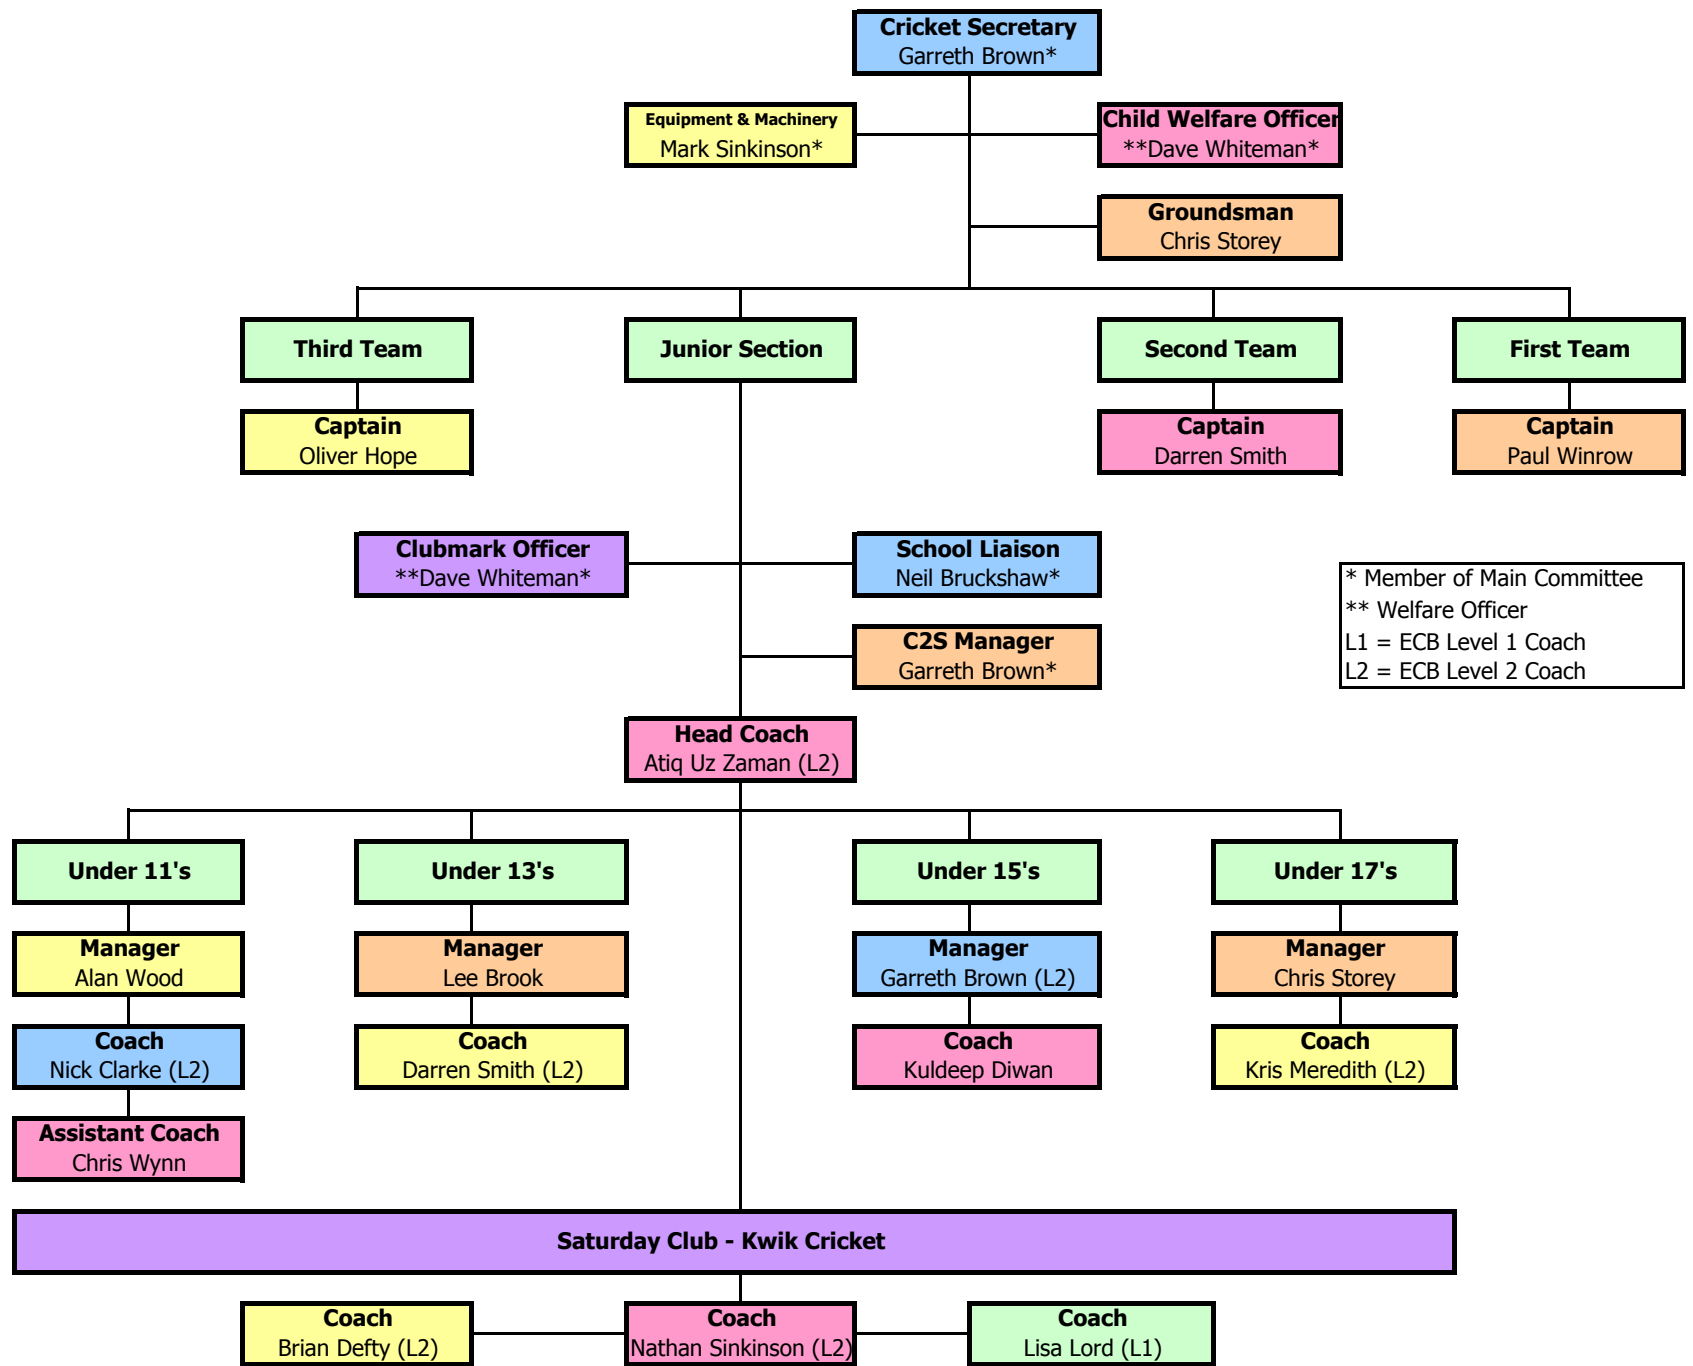 Cricket Secretary
Garreth Brown*
Equipment & Machinery
Mark Sinkinson*
Child Welfare Officer
**Dave Whiteman*
Groundsman
Chris Storey
Third Team
Junior Section
Second Team
First Team
Captain
Oliver Hope
Captain
Darren Smith
Captain
Paul Winrow
Clubmark Officer
**Dave Whiteman*
School Liaison
Neil Bruckshaw*
* Member of Main Committee
** Welfare Officer
L1 = ECB Level 1 Coach
L2 = ECB Level 2 Coach
C2S Manager
Garreth Brown*
Head Coach
Atiq Uz Zaman (L2)
Under 11's
Under 13's
Under 15's
Under 17's
Manager
Alan Wood
Manager
Lee Brook
Manager
Garreth Brown (L2)
Manager
Chris Storey
Coach
Nick Clarke (L2)
Coach
Darren Smith (L2)
Coach
Kuldeep Diwan
Coach
Kris Meredith (L2)
Assistant Coach
Chris Wynn
Saturday Club - Kwik Cricket
Coach
Brian Defty (L2)
Coach
Nathan Sinkinson (L2)
Coach
Lisa Lord (L1)